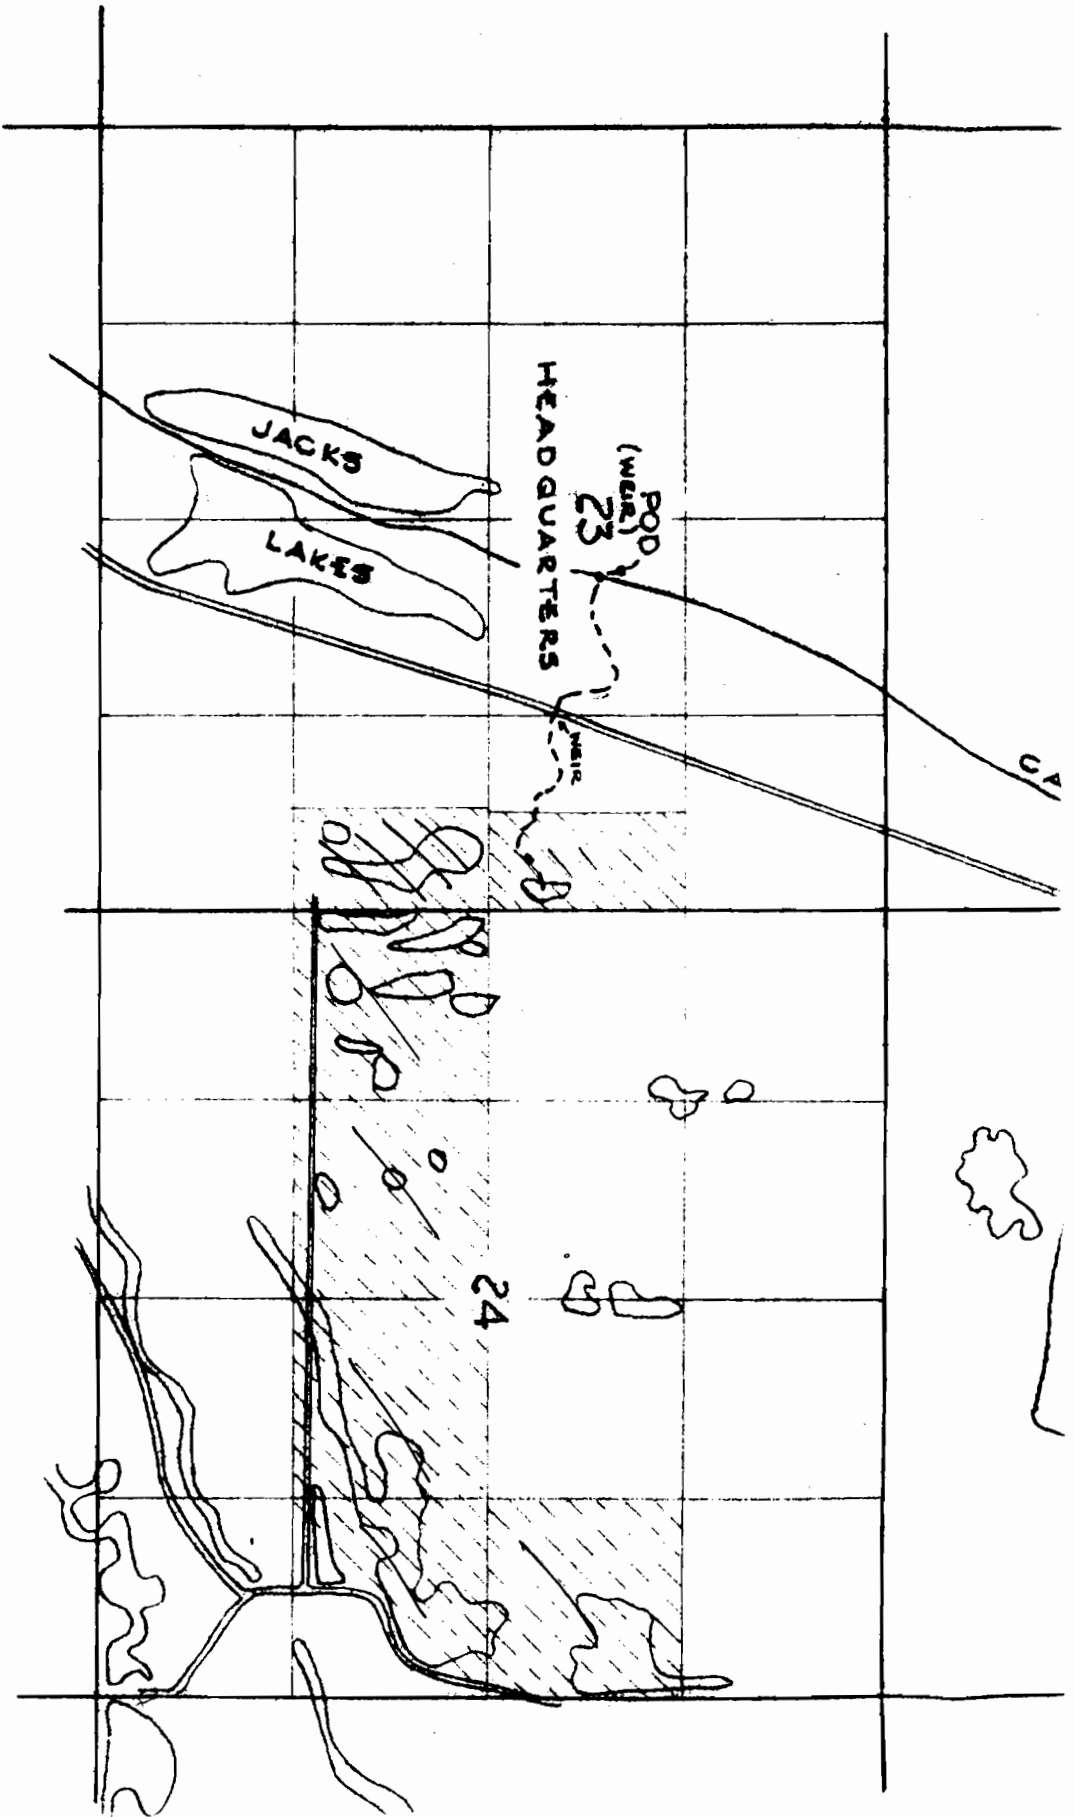 JACKS
LAKES
HEADQUARTERS
POD
(WEIR)
23
WEIR
24
CA